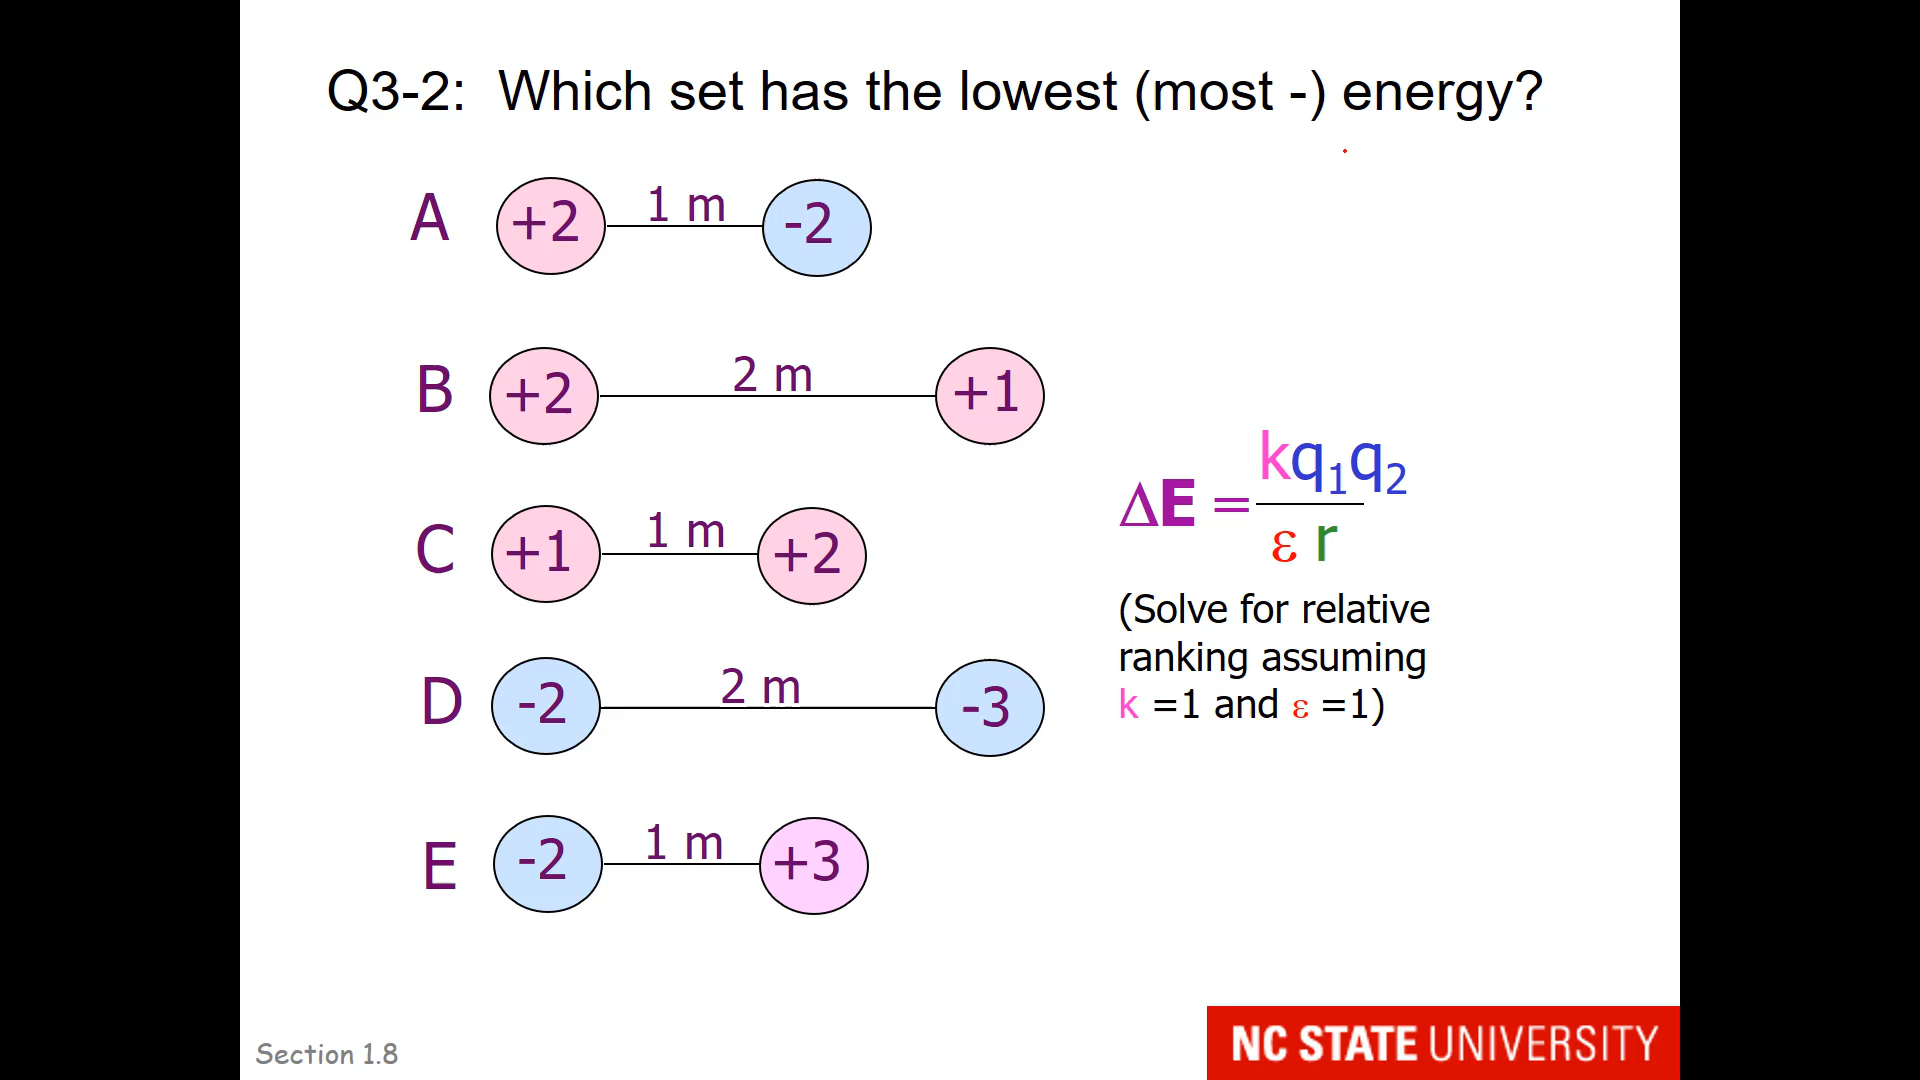 Q3-2: Which set has the lowest (most -) energy?
A +2 1 m -2
B +2 2 m +1
C +1 1 m +2
D -2 2 m -3
E -2 1 m +3
ΔE = kq₁q₂
ε r
(Solve for relative
ranking assuming
k =1 and ε =1)
Section 1.8
NC STATE UNIVERSITY